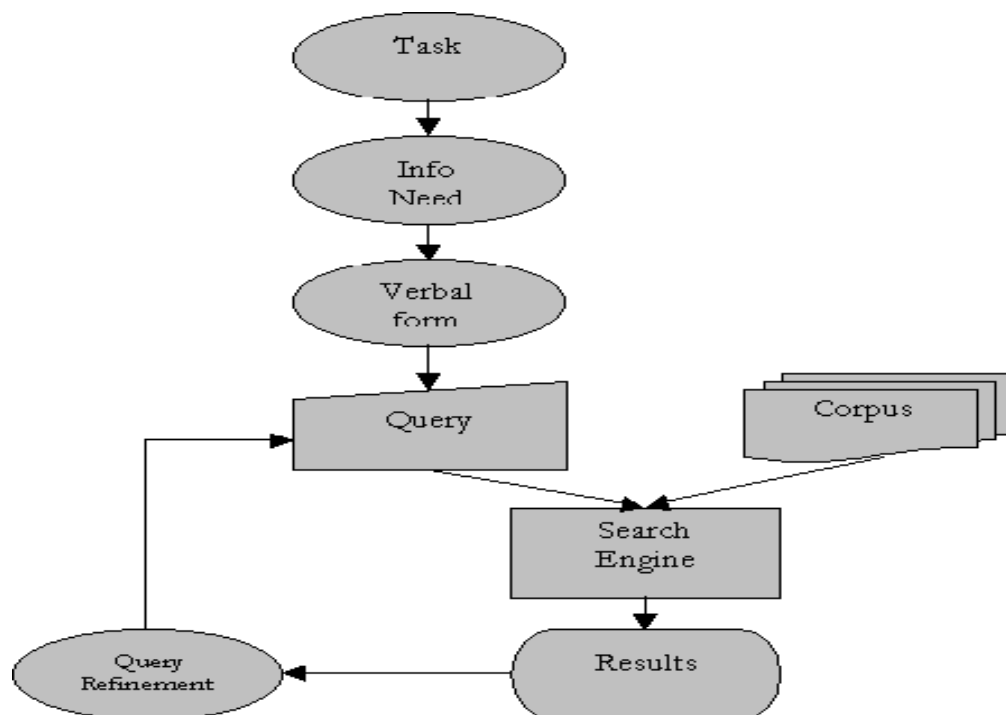 Task
Info
Need
Verbal
form
Query
Corpus
Search
Engine
Results
Query
Refinement